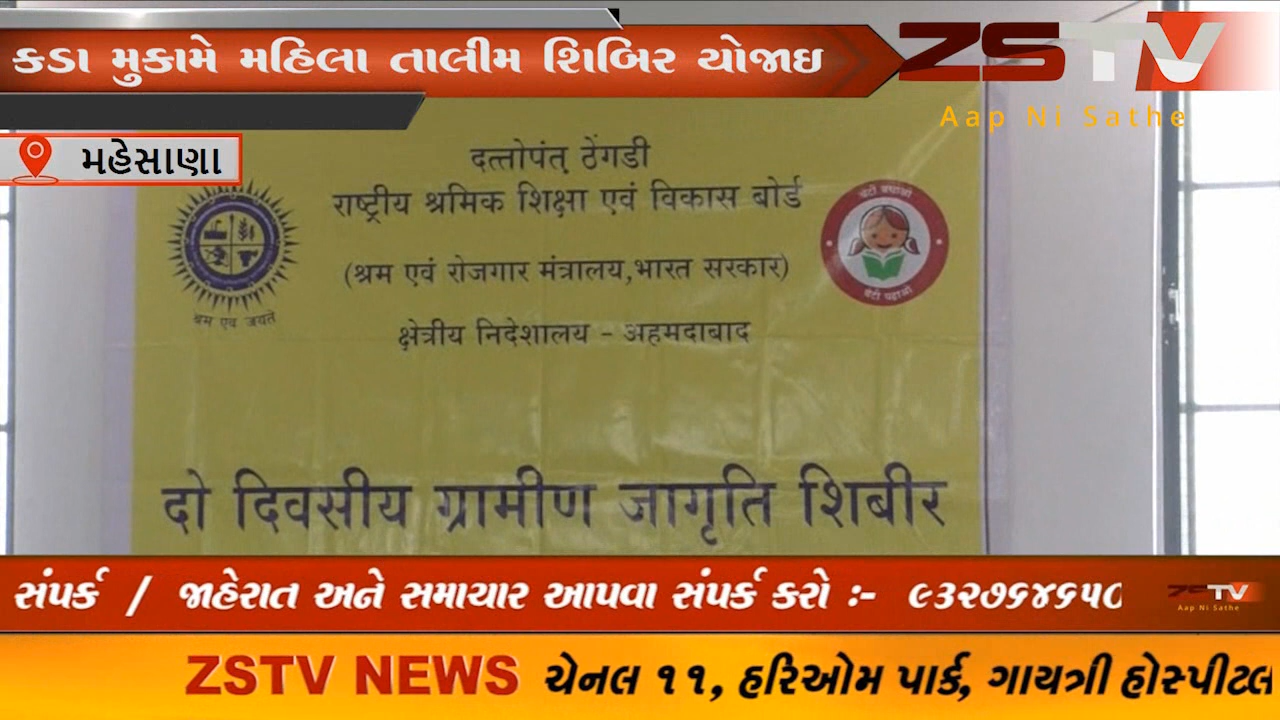 કડા મુકામે મહિલા તાલીમ શિબિર યોજાઇ
ZSTV
Aap Ni Sathe
મહેસાણા
दत्तोपंत् ठेंगडी
राष्ट्रीय श्रमिक शिक्षा एवं विकास बोर्ड
(श्रम एवं रोजगार मंत्रालय,भारत सरकार)
क्षेत्रीय निदेशालय - अहमदाबाद
श्रम एव जयते
बेटी बचाओ
बेटी पढाओ
दो दिवसीय ग्रामीण जागृति शिबीर
સંપર્ક / જાહેરાત અને સમાચાર આપવા સંપર્ક કરો :- ૯૩૨૭૬૪૬૫૦
ZSTV
Aap Ni Sathe
ZSTV NEWS ચેનલ ૧૧, હરિઓમ પાર્ક, ગાયત્રી હોસ્પીટલ